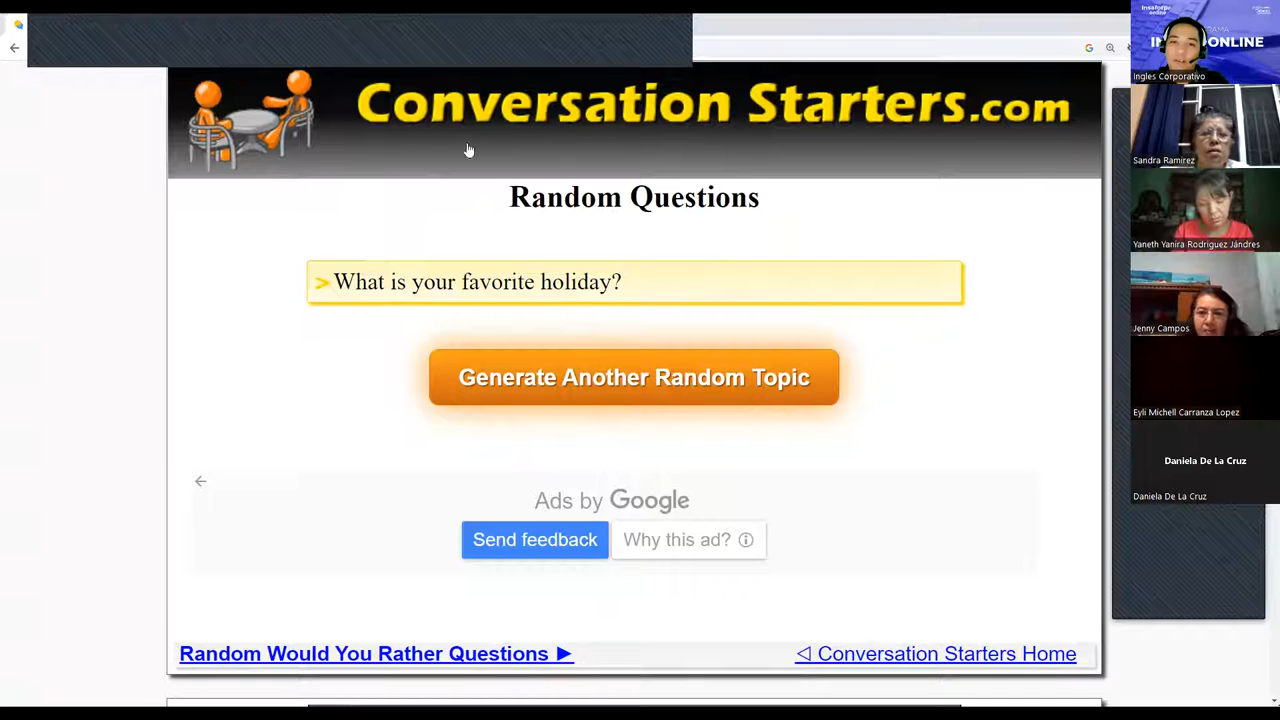 Conversation Starters.com
Random Questions
> What is your favorite holiday?
Generate Another Random Topic
Ads by Google
Send feedback
Why this ad?
Random Would You Rather Questions ►
◁ Conversation Starters Home
ONLINE
Ingles Corporativo
Sandra Ramirez
Yaneth Yanira Rodriguez Jándres
Jenny Campos
Eyli Michell Carranza Lopez
Daniela De La Cruz
Daniela De La Cruz